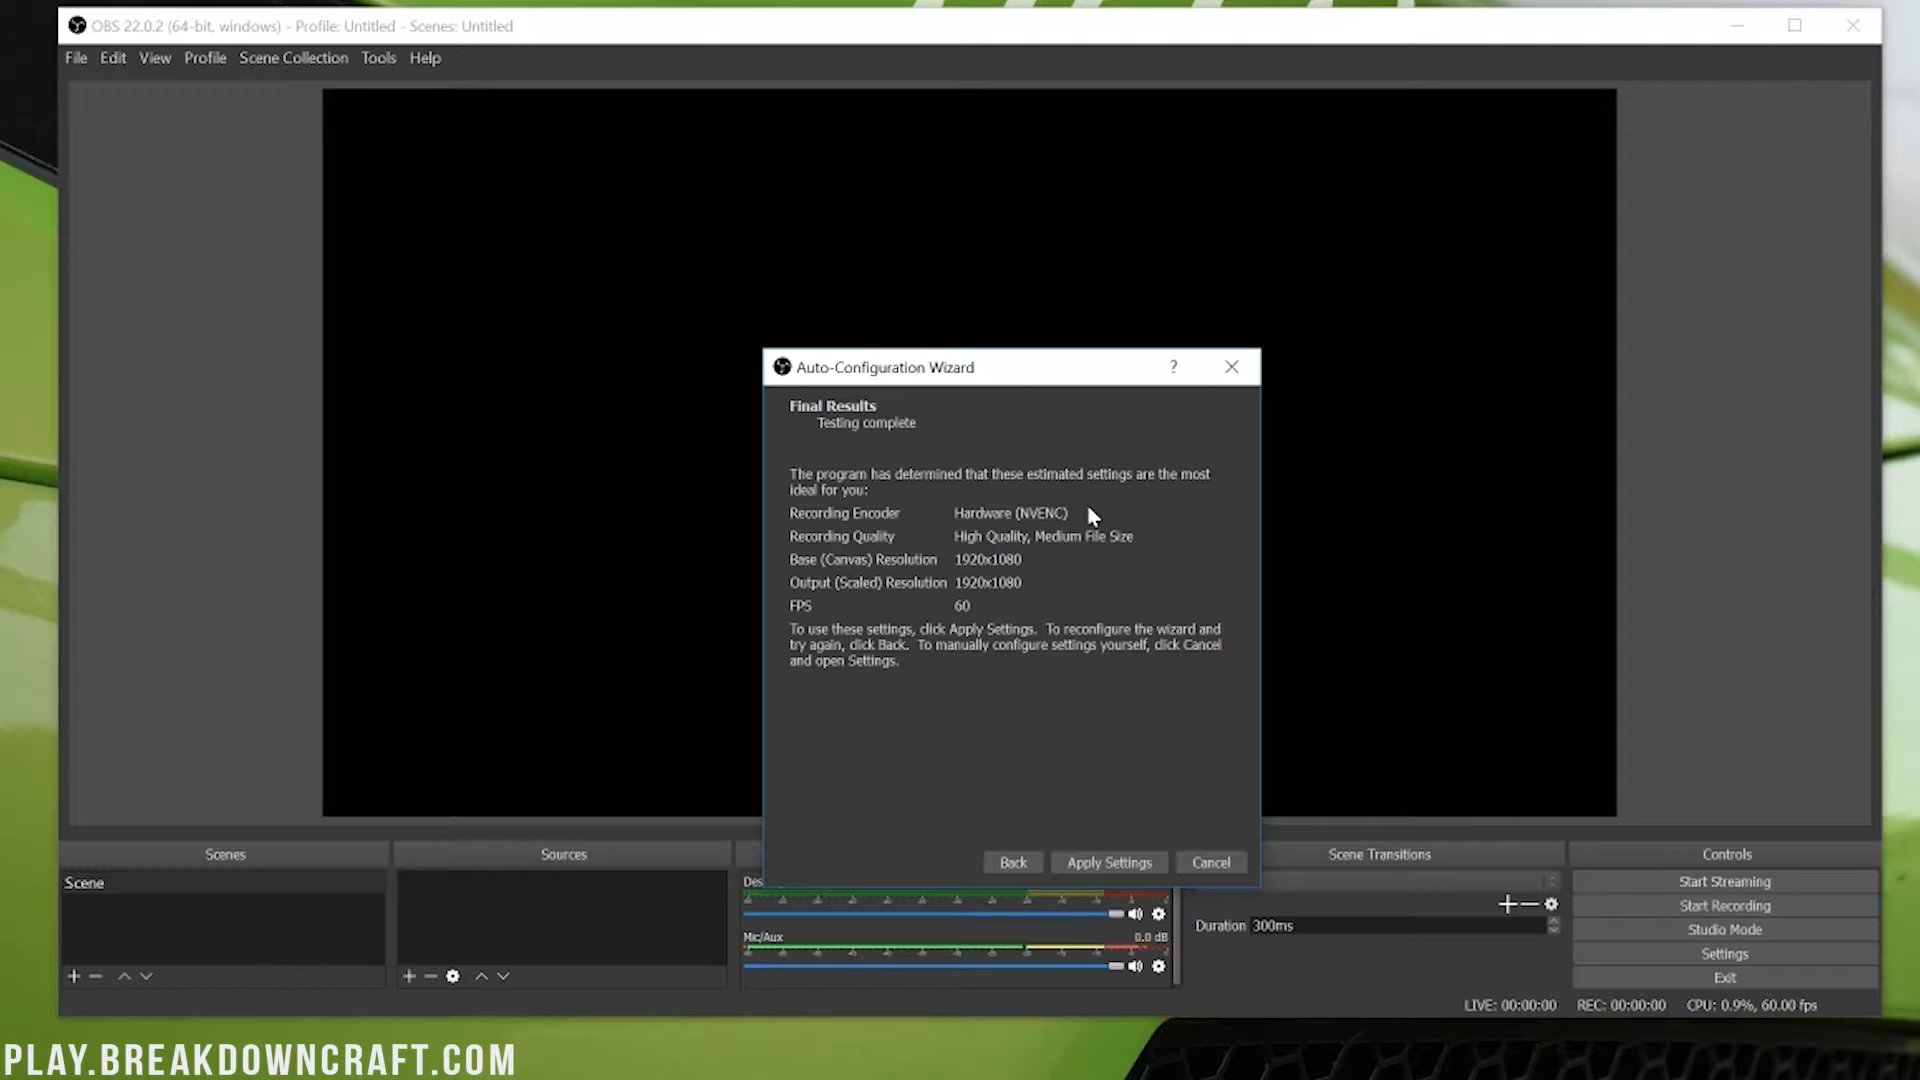 OBS 22.0.2 (64-bit, windows) - Profile: Untitled - Scenes: Untitled
File Edit View Profile Scene Collection Tools Help
Auto-Configuration Wizard ?
Final Results
Testing complete
The program has determined that these estimated settings are the most
ideal for you:
Recording Encoder Hardware (NVENC)
Recording Quality High Quality, Medium File Size
Base (Canvas) Resolution 1920x1080
Output (Scaled) Resolution 1920x1080
FPS 60
To use these settings, click Apply Settings. To reconfigure the wizard and
try again, click Back. To manually configure settings yourself, click Cancel
and open Settings.
Back Apply Settings Cancel
Scenes Sources Scene Transitions Controls
Scene
Des
Start Streaming
Start Recording
Duration 300ms
Studio Mode
Mic/Aux 0.0 dB
Settings
Exit
LIVE: 00:00:00 REC: 00:00:00 CPU: 0.9%, 60.00 fps
PLAY.BREAKDOWNCRAFT.COM